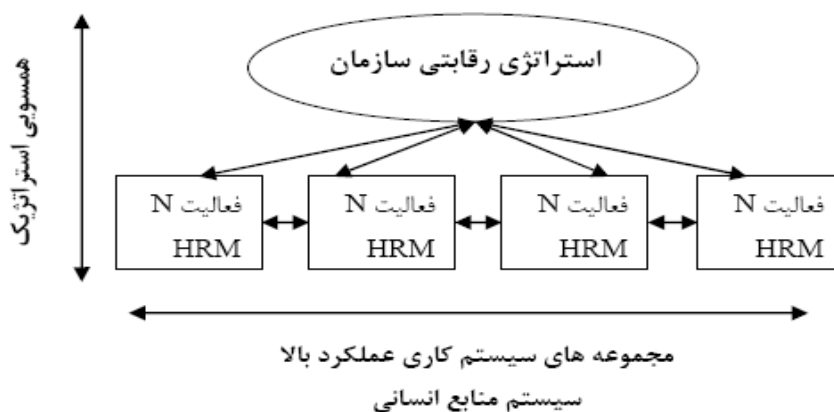 استراتژی رقابتی سازمان
همسویی استراتژیک
فعالیت N
HRM
فعالیت N
HRM
فعالیت N
HRM
فعالیت N
HRM
مجموعه های سیستم کاری عملکرد بالا
سیستم منابع انسانی